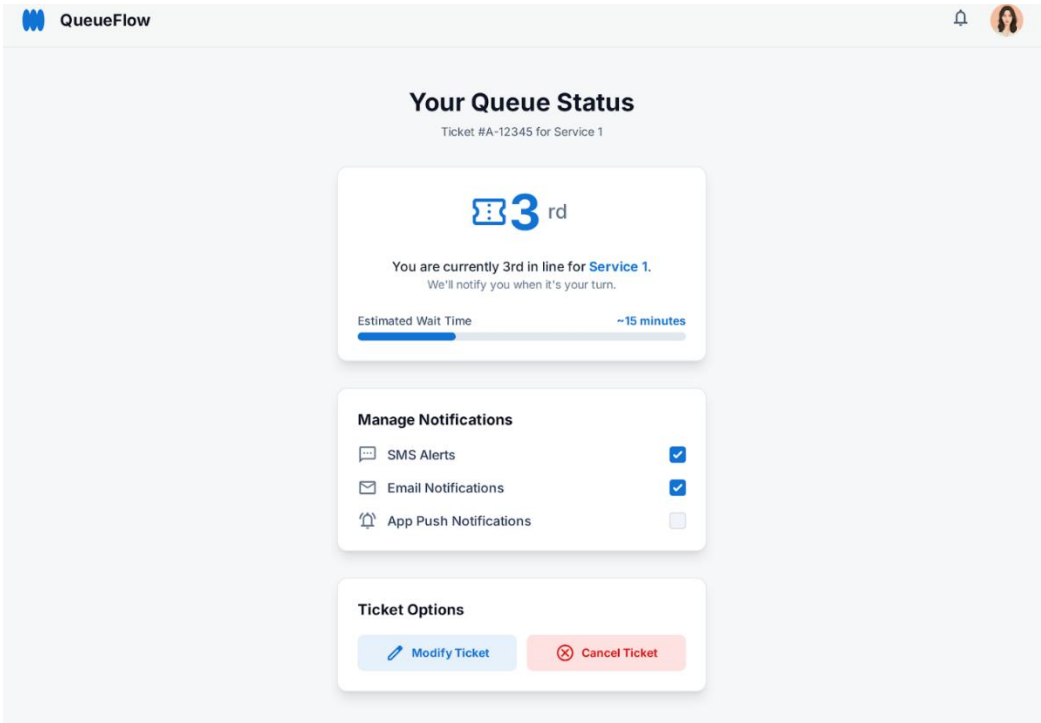 QueueFlow
Your Queue Status
Ticket #A-12345 for Service 1
3 rd
You are currently 3rd in line for Service 1.
We'll notify you when it's your turn.
Estimated Wait Time ~15 minutes
Manage Notifications
SMS Alerts
Email Notifications
App Push Notifications
Ticket Options
Modify Ticket Cancel Ticket